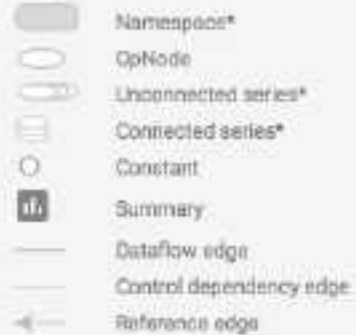 Namespace*
OpNode
Unconnected series*
Connected series*
Constant
Summary
Dataflow edge
Control dependency edge
Reference edge